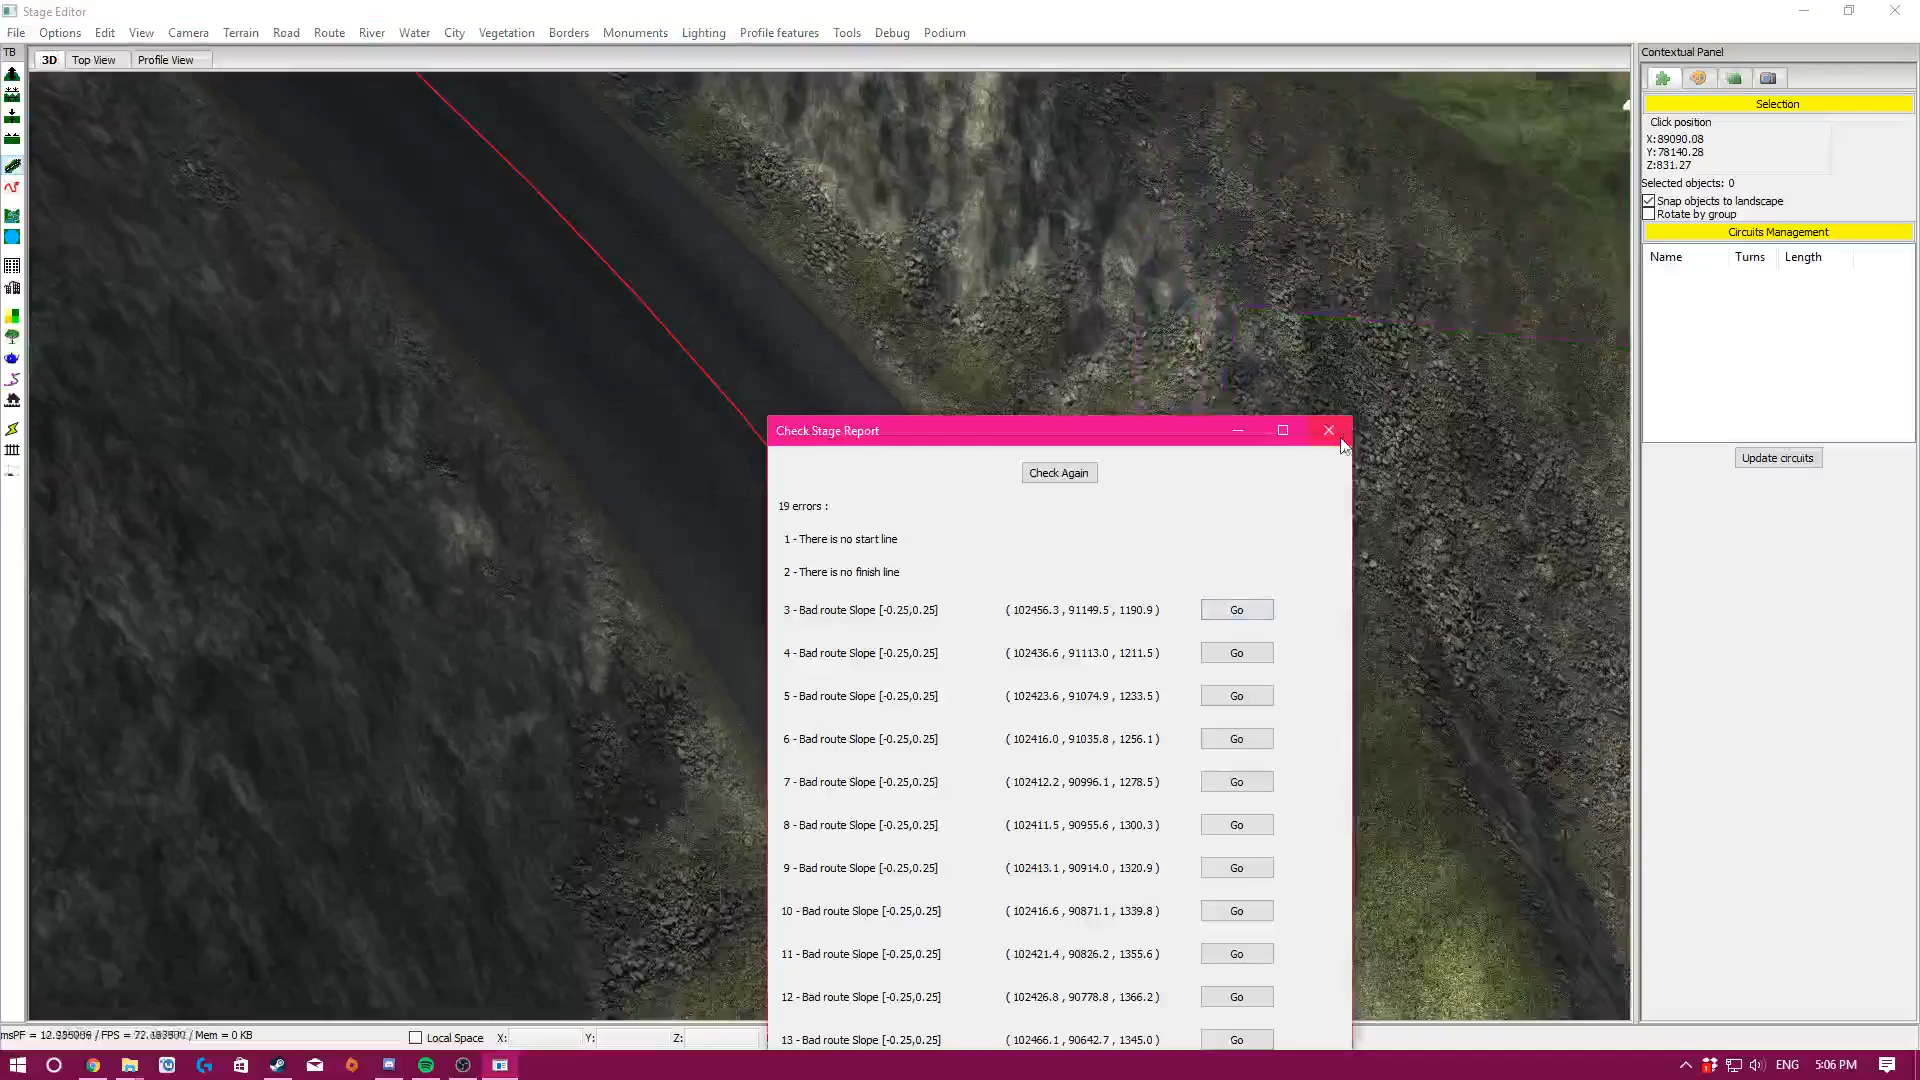 Stage Editor
File Options Edit View Camera Terrain Road Route River Water City Vegetation Borders Monuments Lighting Profile features Tools Debug Podium
TB
3D Top View Profile View
Contextual Panel
Selection
Click position
X:89090.08
Y:78140.28
Z:831.27
Selected objects: 0
Snap objects to landscape
Rotate by group
Circuits Management
Name Turns Length
Update circuits
Check Stage Report
Check Again
19 errors :
1 - There is no start line
2 - There is no finish line
3 - Bad route Slope [-0.25,0.25] ( 102456.3 , 91149.5 , 1190.9 ) Go
4 - Bad route Slope [-0.25,0.25] ( 102436.6 , 91113.0 , 1211.5 ) Go
5 - Bad route Slope [-0.25,0.25] ( 102423.6 , 91074.9 , 1233.5 ) Go
6 - Bad route Slope [-0.25,0.25] ( 102416.0 , 91035.8 , 1256.1 ) Go
7 - Bad route Slope [-0.25,0.25] ( 102412.2 , 90996.1 , 1278.5 ) Go
8 - Bad route Slope [-0.25,0.25] ( 102411.5 , 90955.6 , 1300.3 ) Go
9 - Bad route Slope [-0.25,0.25] ( 102413.1 , 90914.0 , 1320.9 ) Go
10 - Bad route Slope [-0.25,0.25] ( 102416.6 , 90871.1 , 1339.8 ) Go
11 - Bad route Slope [-0.25,0.25] ( 102421.4 , 90826.2 , 1355.6 ) Go
12 - Bad route Slope [-0.25,0.25] ( 102426.8 , 90778.8 , 1366.2 ) Go
13 - Bad route Slope [-0.25,0.25] ( 102466.1 , 90642.7 , 1345.0 ) Go
msPF = / FPS = / Mem = 0 KB
Local Space X: Y: Z:
ENG 5:06 PM